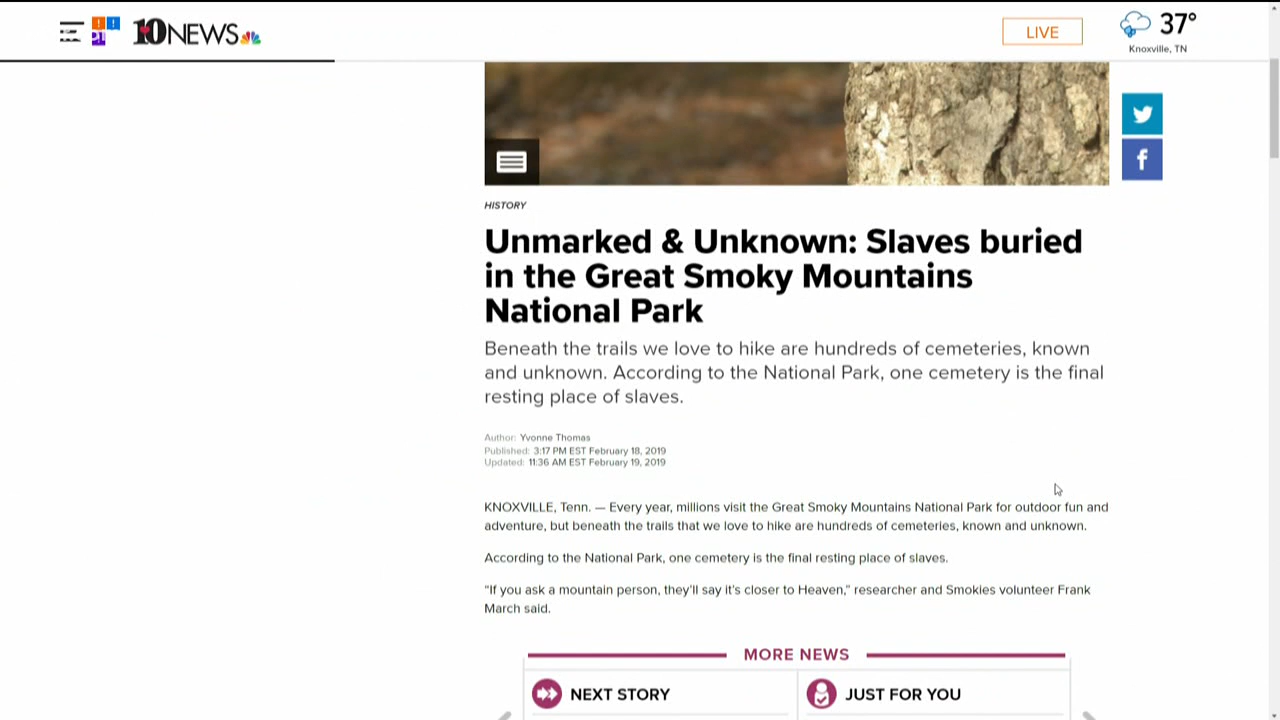 10NEWS
LIVE
37°
Knoxville, TN
HISTORY
Unmarked & Unknown: Slaves buried
in the Great Smoky Mountains
National Park
Beneath the trails we love to hike are hundreds of cemeteries, known
and unknown. According to the National Park, one cemetery is the final
resting place of slaves.
Author: Yvonne Thomas
Published: 3:17 PM EST February 18, 2019
Updated: 11:36 AM EST February 19, 2019
KNOXVILLE, Tenn. — Every year, millions visit the Great Smoky Mountains National Park for outdoor fun and
adventure, but beneath the trails that we love to hike are hundreds of cemeteries, known and unknown.
According to the National Park, one cemetery is the final resting place of slaves.
"If you ask a mountain person, they'll say it's closer to Heaven," researcher and Smokies volunteer Frank
March said.
MORE NEWS
NEXT STORY
JUST FOR YOU